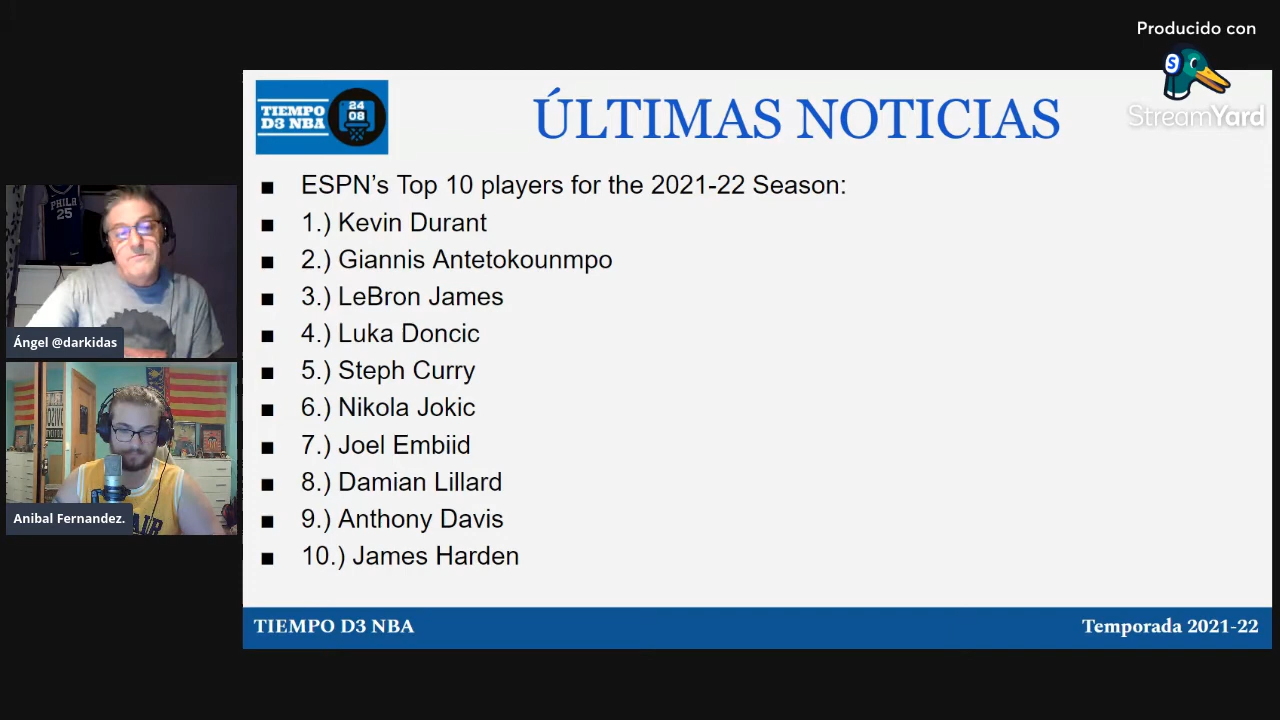 Producido con
StreamYard
TIEMPO
D3 NBA
24
08
ÚLTIMAS NOTICIAS
■ ESPN’s Top 10 players for the 2021-22 Season:
■ 1.) Kevin Durant
■ 2.) Giannis Antetokounmpo
■ 3.) LeBron James
■ 4.) Luka Doncic
■ 5.) Steph Curry
■ 6.) Nikola Jokic
■ 7.) Joel Embiid
■ 8.) Damian Lillard
■ 9.) Anthony Davis
■ 10.) James Harden
PHILA
25
Ángel @darkidas
Anibal Fernandez.
TIEMPO D3 NBA
Temporada 2021-22